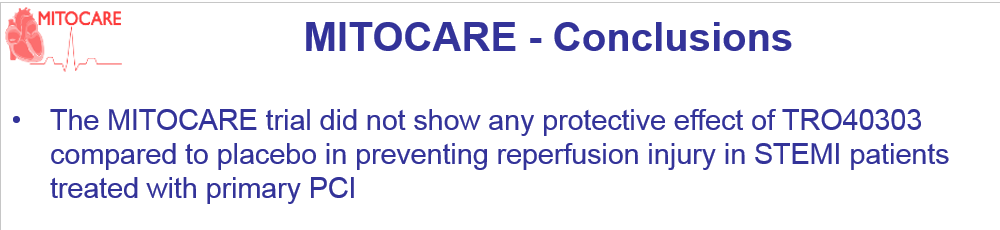 MITOCARE
MITOCARE - Conclusions
• The MITOCARE trial did not show any protective effect of TRO40303
compared to placebo in preventing reperfusion injury in STEMI patients
treated with primary PCI